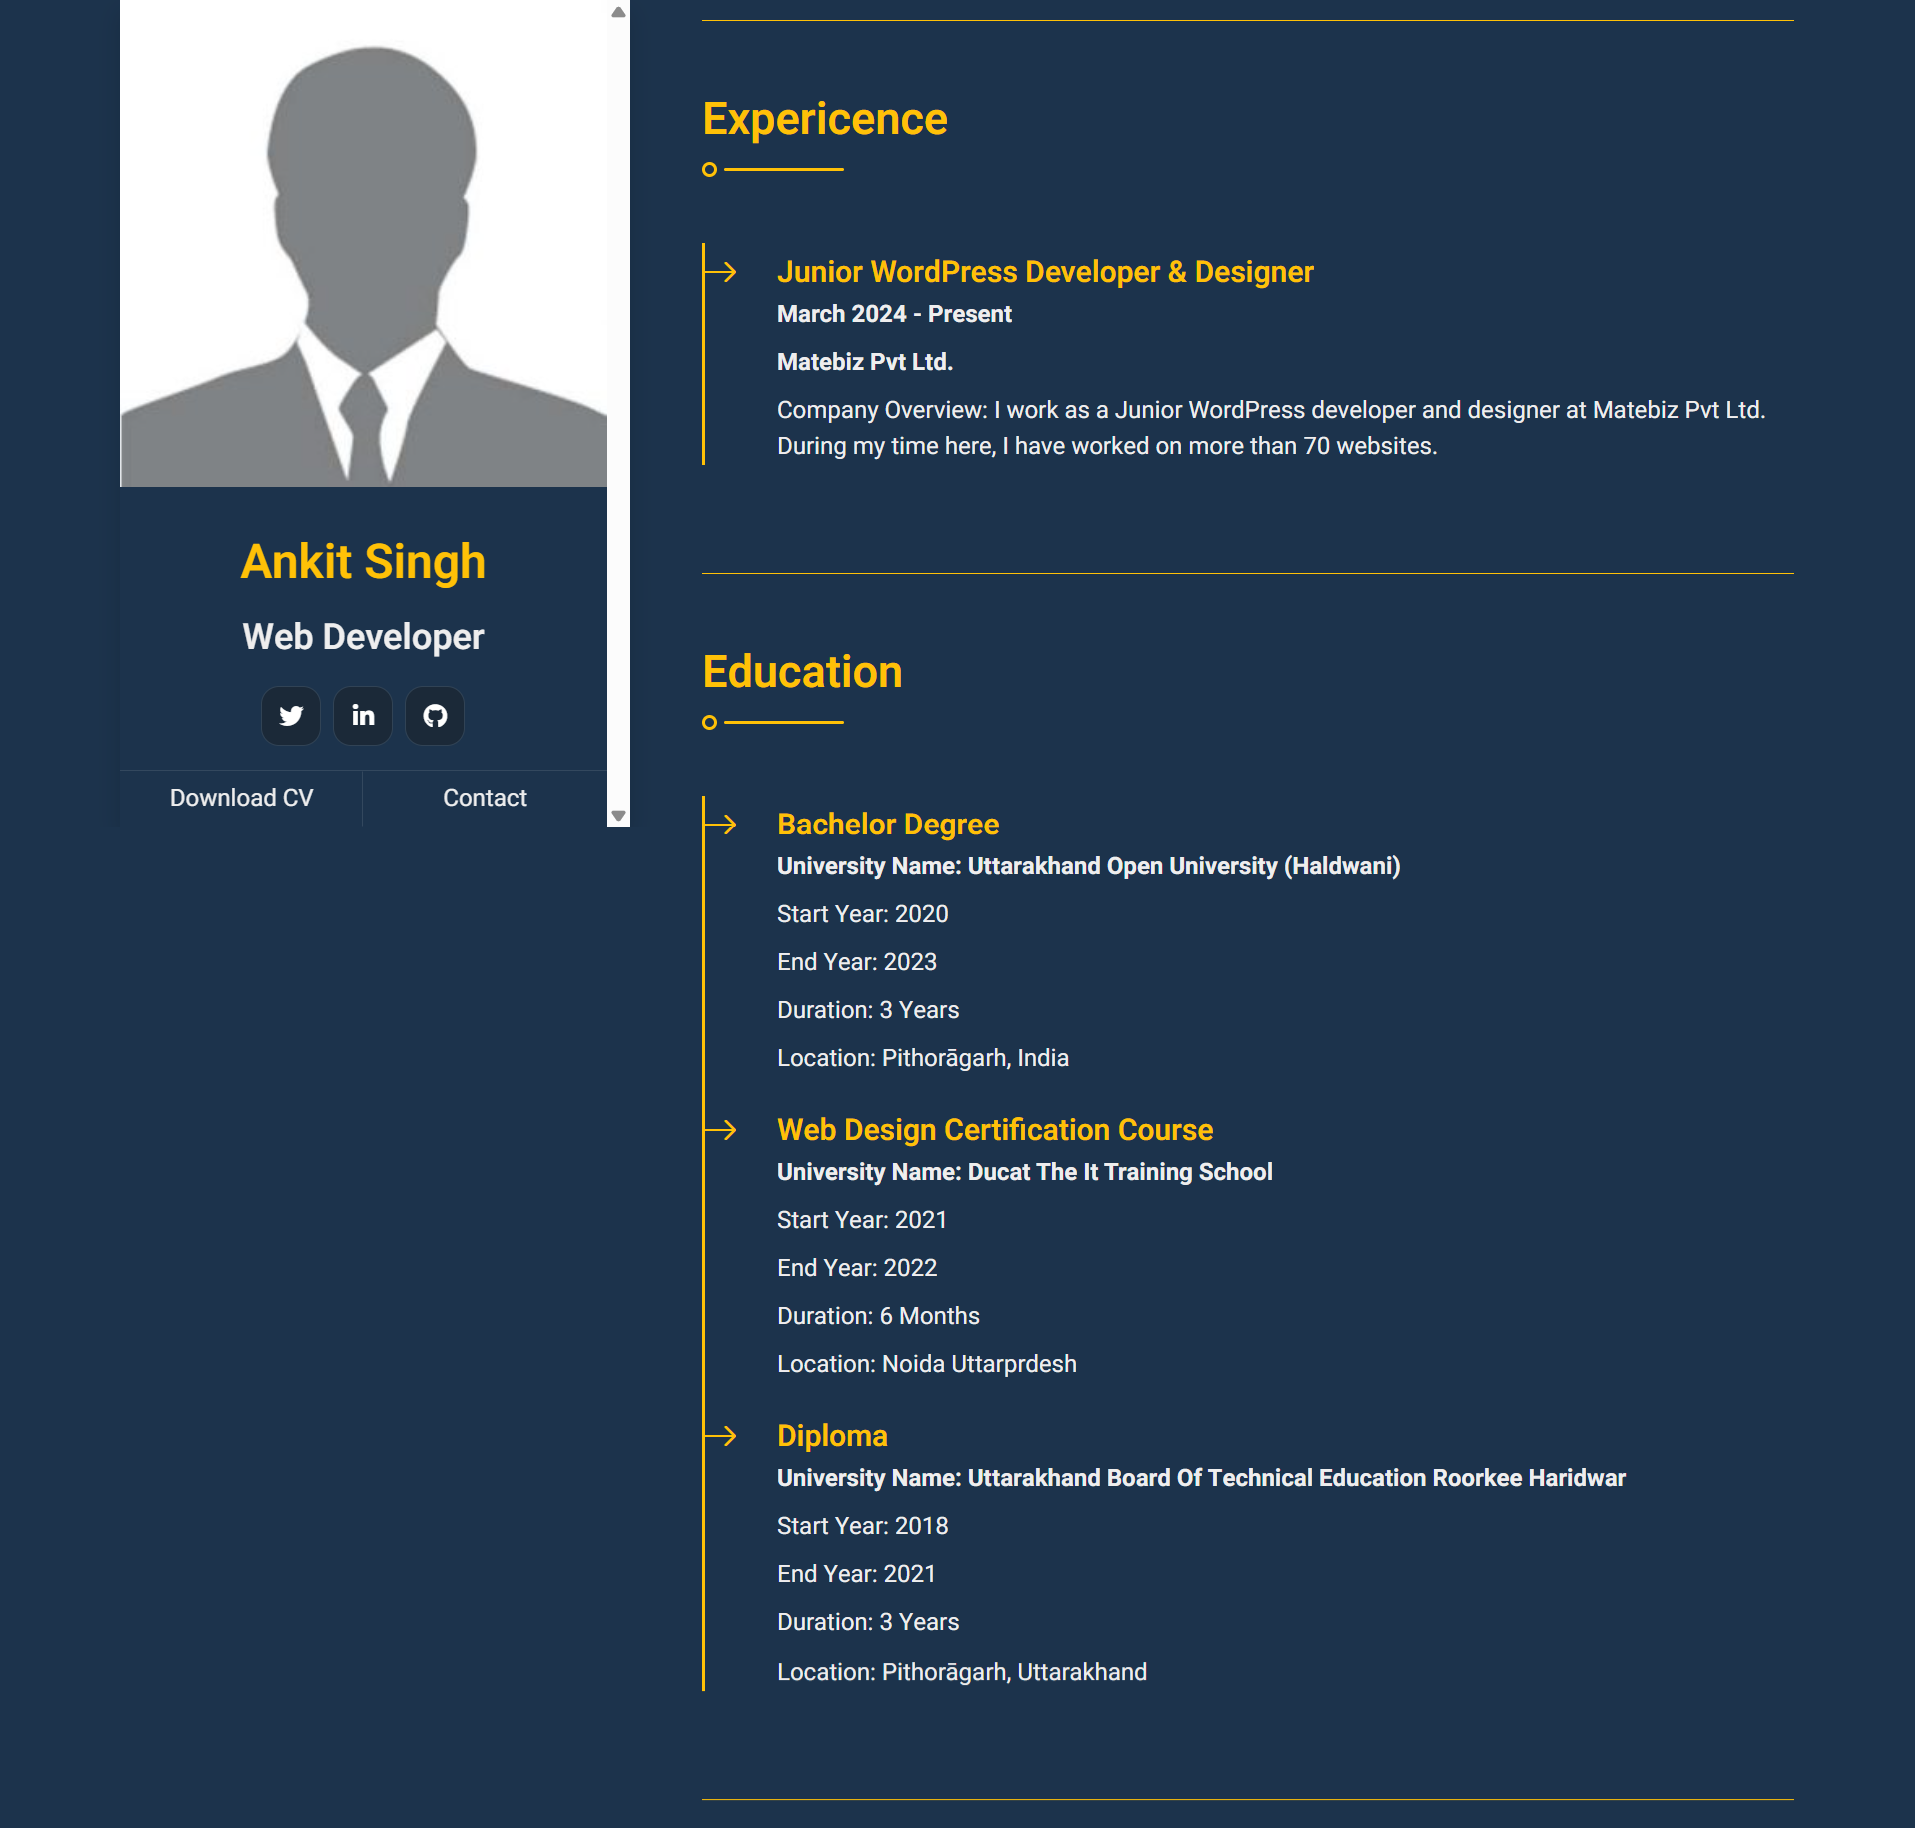 Ankit Singh
Web Developer
in
Download CV
Contact
Expericence
Junior WordPress Developer & Designer
March 2024 - Present
Matebiz Pvt Ltd.
Company Overview: I work as a Junior WordPress developer and designer at Matebiz Pvt Ltd.
During my time here, I have worked on more than 70 websites.
Education
Bachelor Degree
University Name: Uttarakhand Open University (Haldwani)
Start Year: 2020
End Year: 2023
Duration: 3 Years
Location: Pithorāgarh, India
Web Design Certification Course
University Name: Ducat The It Training School
Start Year: 2021
End Year: 2022
Duration: 6 Months
Location: Noida Uttarprdesh
Diploma
University Name: Uttarakhand Board Of Technical Education Roorkee Haridwar
Start Year: 2018
End Year: 2021
Duration: 3 Years
Location: Pithorāgarh, Uttarakhand